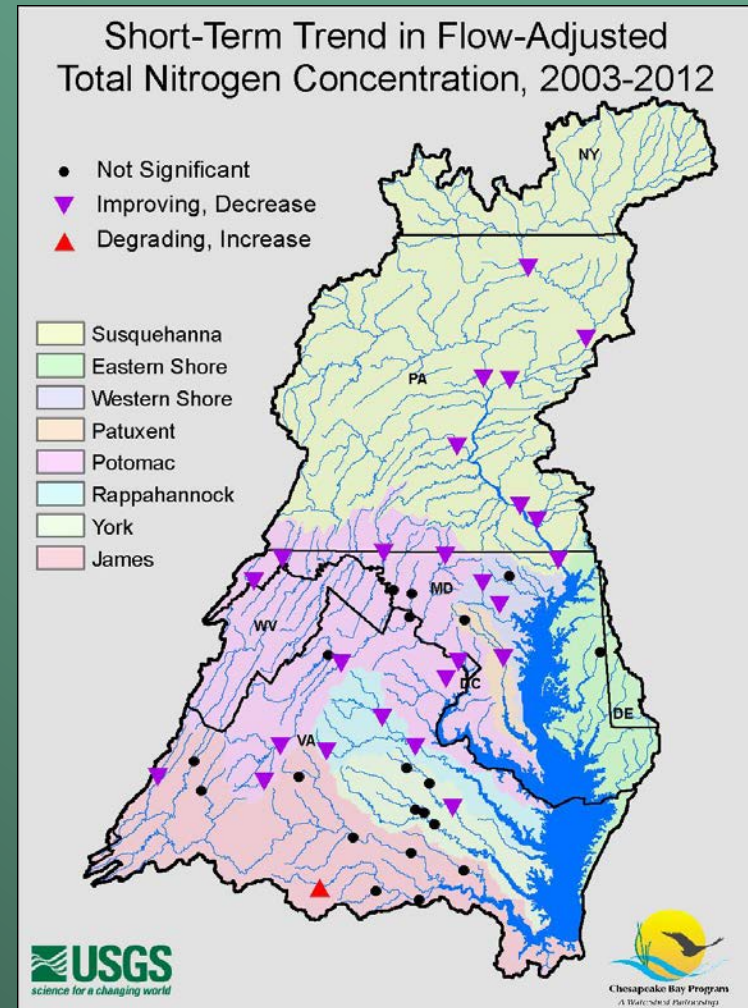 Short-Term Trend in Flow-Adjusted
Total Nitrogen Concentration, 2003-2012
Not Significant
Improving, Decrease
Degrading, Increase
Susquehanna
Eastern Shore
Western Shore
Patuxent
Potomac
Rappahannock
York
James
NY
PA
MD
WV
DC
DE
VA
USGS
science for a changing world
Chesapeake Bay Program
A Watershed Partnership